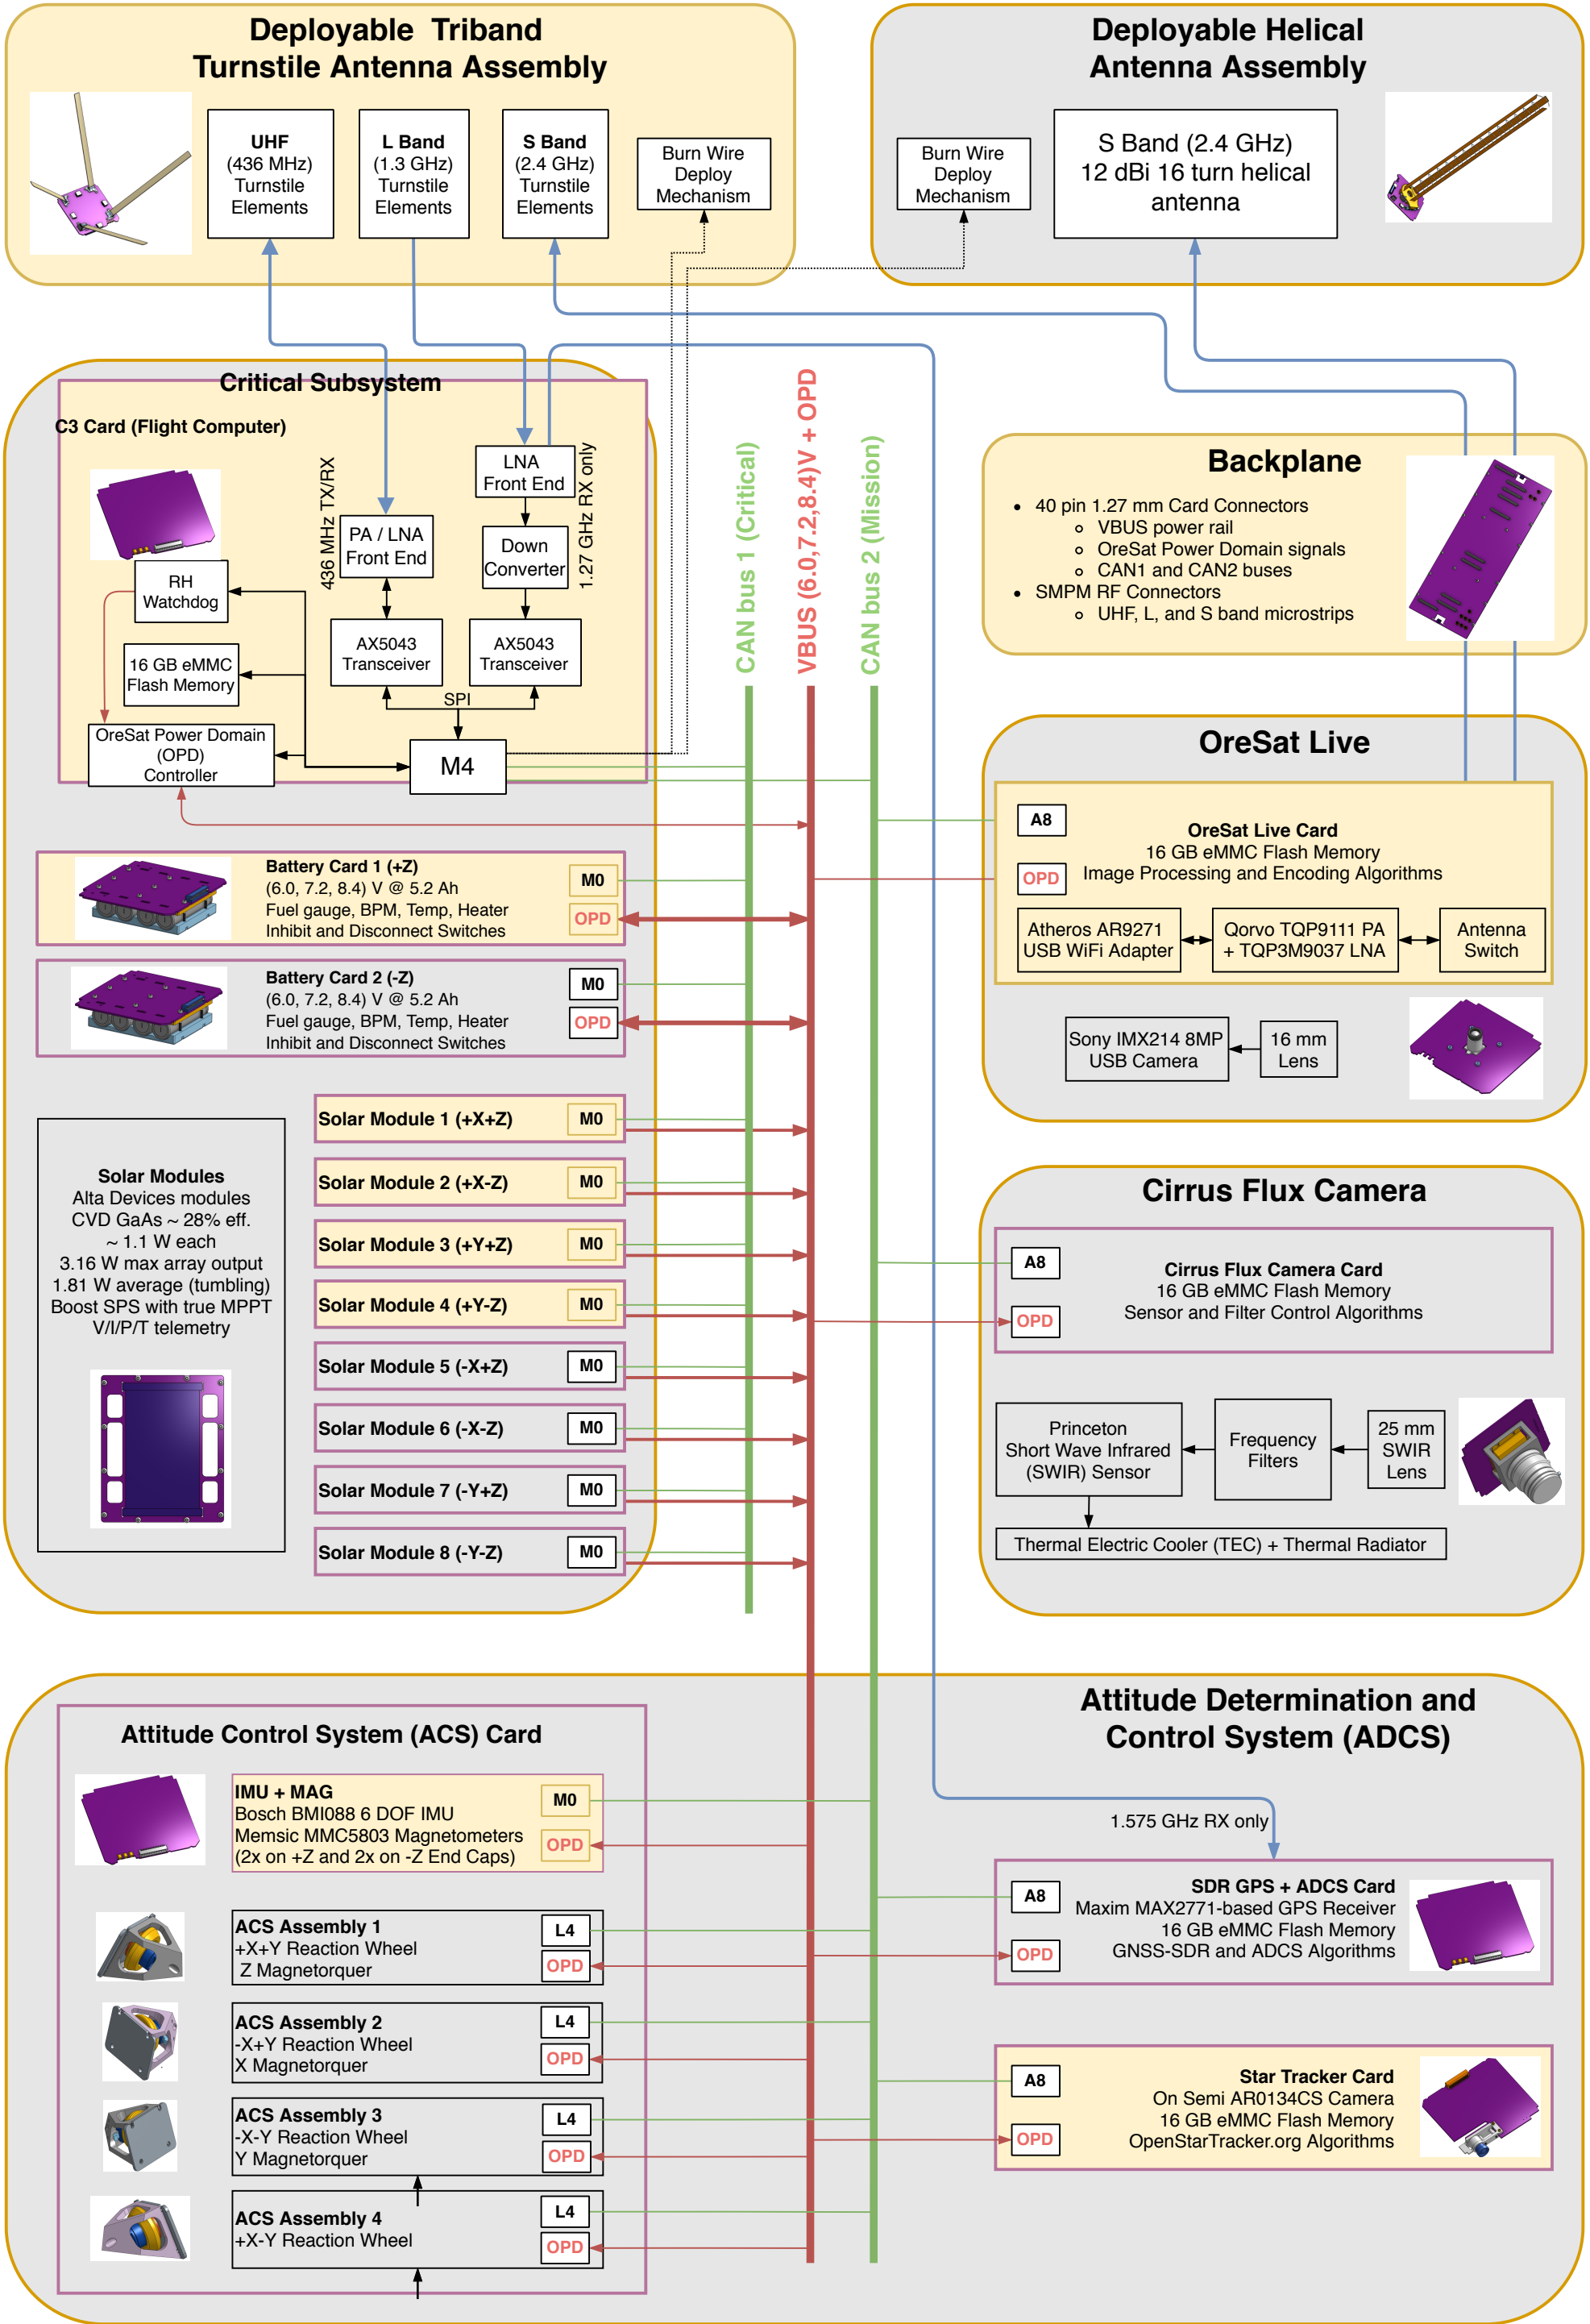 Deployable Triband
Turnstile Antenna Assembly
UHF
(436 MHz)
Turnstile
Elements
L Band
(1.3 GHz)
Turnstile
Elements
S Band
(2.4 GHz)
Turnstile
Elements
Burn Wire
Deploy
Mechanism
Deployable Helical
Antenna Assembly
Burn Wire
Deploy
Mechanism
S Band (2.4 GHz)
12 dBi 16 turn helical
antenna
Critical Subsystem
C3 Card (Flight Computer)
436 MHz TX/RX
LNA
Front End
1.27 GHz RX only
PA / LNA
Front End
Down
Converter
RH
Watchdog
AX5043
Transceiver
AX5043
Transceiver
16 GB eMMC
Flash Memory
SPI
OreSat Power Domain
(OPD)
Controller
M4
CAN bus 1 (Critical)
VBUS (6.0,7.2,8.4)V + OPD
CAN bus 2 (Mission)
Backplane
• 40 pin 1.27 mm Card Connectors
o VBUS power rail
o OreSat Power Domain signals
o CAN1 and CAN2 buses
• SMPM RF Connectors
o UHF, L, and S band microstrips
Battery Card 1 (+Z)
(6.0, 7.2, 8.4) V @ 5.2 Ah
Fuel gauge, BPM, Temp, Heater
Inhibit and Disconnect Switches
M0
OPD
Battery Card 2 (-Z)
(6.0, 7.2, 8.4) V @ 5.2 Ah
Fuel gauge, BPM, Temp, Heater
Inhibit and Disconnect Switches
M0
OPD
OreSat Live
A8
OPD
OreSat Live Card
16 GB eMMC Flash Memory
Image Processing and Encoding Algorithms
Atheros AR9271
USB WiFi Adapter
Qorvo TQP9111 PA
+ TQP3M9037 LNA
Antenna
Switch
Sony IMX214 8MP
USB Camera
16 mm
Lens
Solar Modules
Alta Devices modules
CVD GaAs ~ 28% eff.
~ 1.1 W each
3.16 W max array output
1.81 W average (tumbling)
Boost SPS with true MPPT
V/I/P/T telemetry
Solar Module 1 (+X+Z) M0
Solar Module 2 (+X-Z) M0
Solar Module 3 (+Y+Z) M0
Solar Module 4 (+Y-Z) M0
Solar Module 5 (-X+Z) M0
Solar Module 6 (-X-Z) M0
Solar Module 7 (-Y+Z) M0
Solar Module 8 (-Y-Z) M0
Cirrus Flux Camera
A8
OPD
Cirrus Flux Camera Card
16 GB eMMC Flash Memory
Sensor and Filter Control Algorithms
Princeton
Short Wave Infrared
(SWIR) Sensor
Frequency
Filters
25 mm
SWIR
Lens
Thermal Electric Cooler (TEC) + Thermal Radiator
Attitude Control System (ACS) Card
IMU + MAG
Bosch BMI088 6 DOF IMU
Memsic MMC5803 Magnetometers
(2x on +Z and 2x on -Z End Caps)
M0
OPD
ACS Assembly 1
+X+Y Reaction Wheel
Z Magnetorquer
L4
OPD
ACS Assembly 2
-X+Y Reaction Wheel
X Magnetorquer
L4
OPD
ACS Assembly 3
-X-Y Reaction Wheel
Y Magnetorquer
L4
OPD
ACS Assembly 4
+X-Y Reaction Wheel
L4
OPD
Attitude Determination and
Control System (ADCS)
1.575 GHz RX only
A8
OPD
SDR GPS + ADCS Card
Maxim MAX2771-based GPS Receiver
16 GB eMMC Flash Memory
GNSS-SDR and ADCS Algorithms
A8
OPD
Star Tracker Card
On Semi AR0134CS Camera
16 GB eMMC Flash Memory
OpenStarTracker.org Algorithms